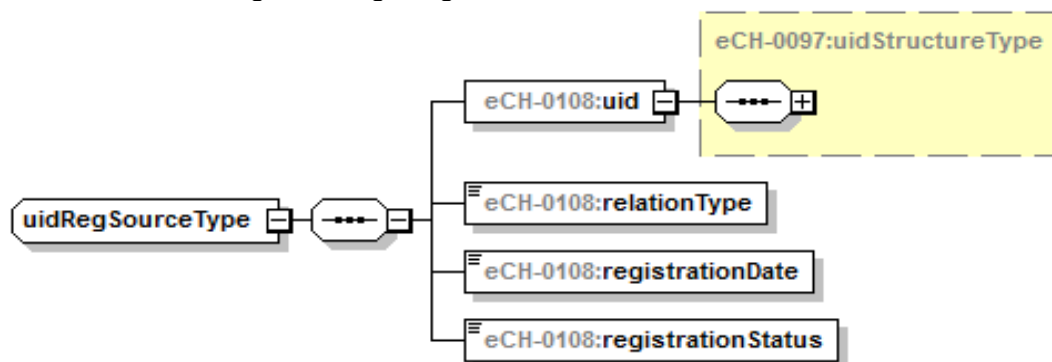 eCH-0097:uidStructureType
eCH-0108:uid
eCH-0108:relationType
uidRegSourceType
eCH-0108:registrationDate
eCH-0108:registrationStatus